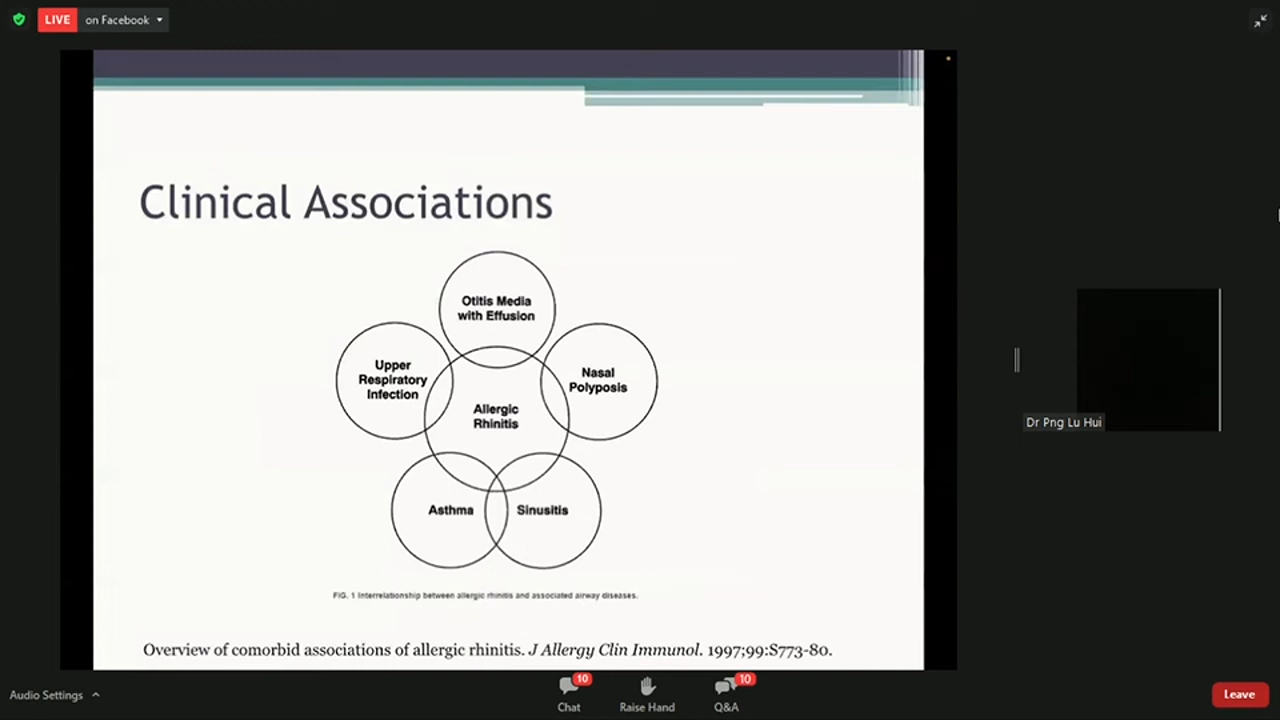 LIVE on Facebook
Clinical Associations
Otitis Media
with Effusion
Upper
Respiratory
Infection
Nasal
Polyposis
Allergic
Rhinitis
Asthma
Sinusitis
FIG. 1 Interrelationship between allergic rhinitis and associated airway diseases.
Overview of comorbid associations of allergic rhinitis. J Allergy Clin Immunol. 1997;99:S773-80.
Dr Png Lu Hui
Audio Settings
10
Chat
Raise Hand
10
Q&A
Leave